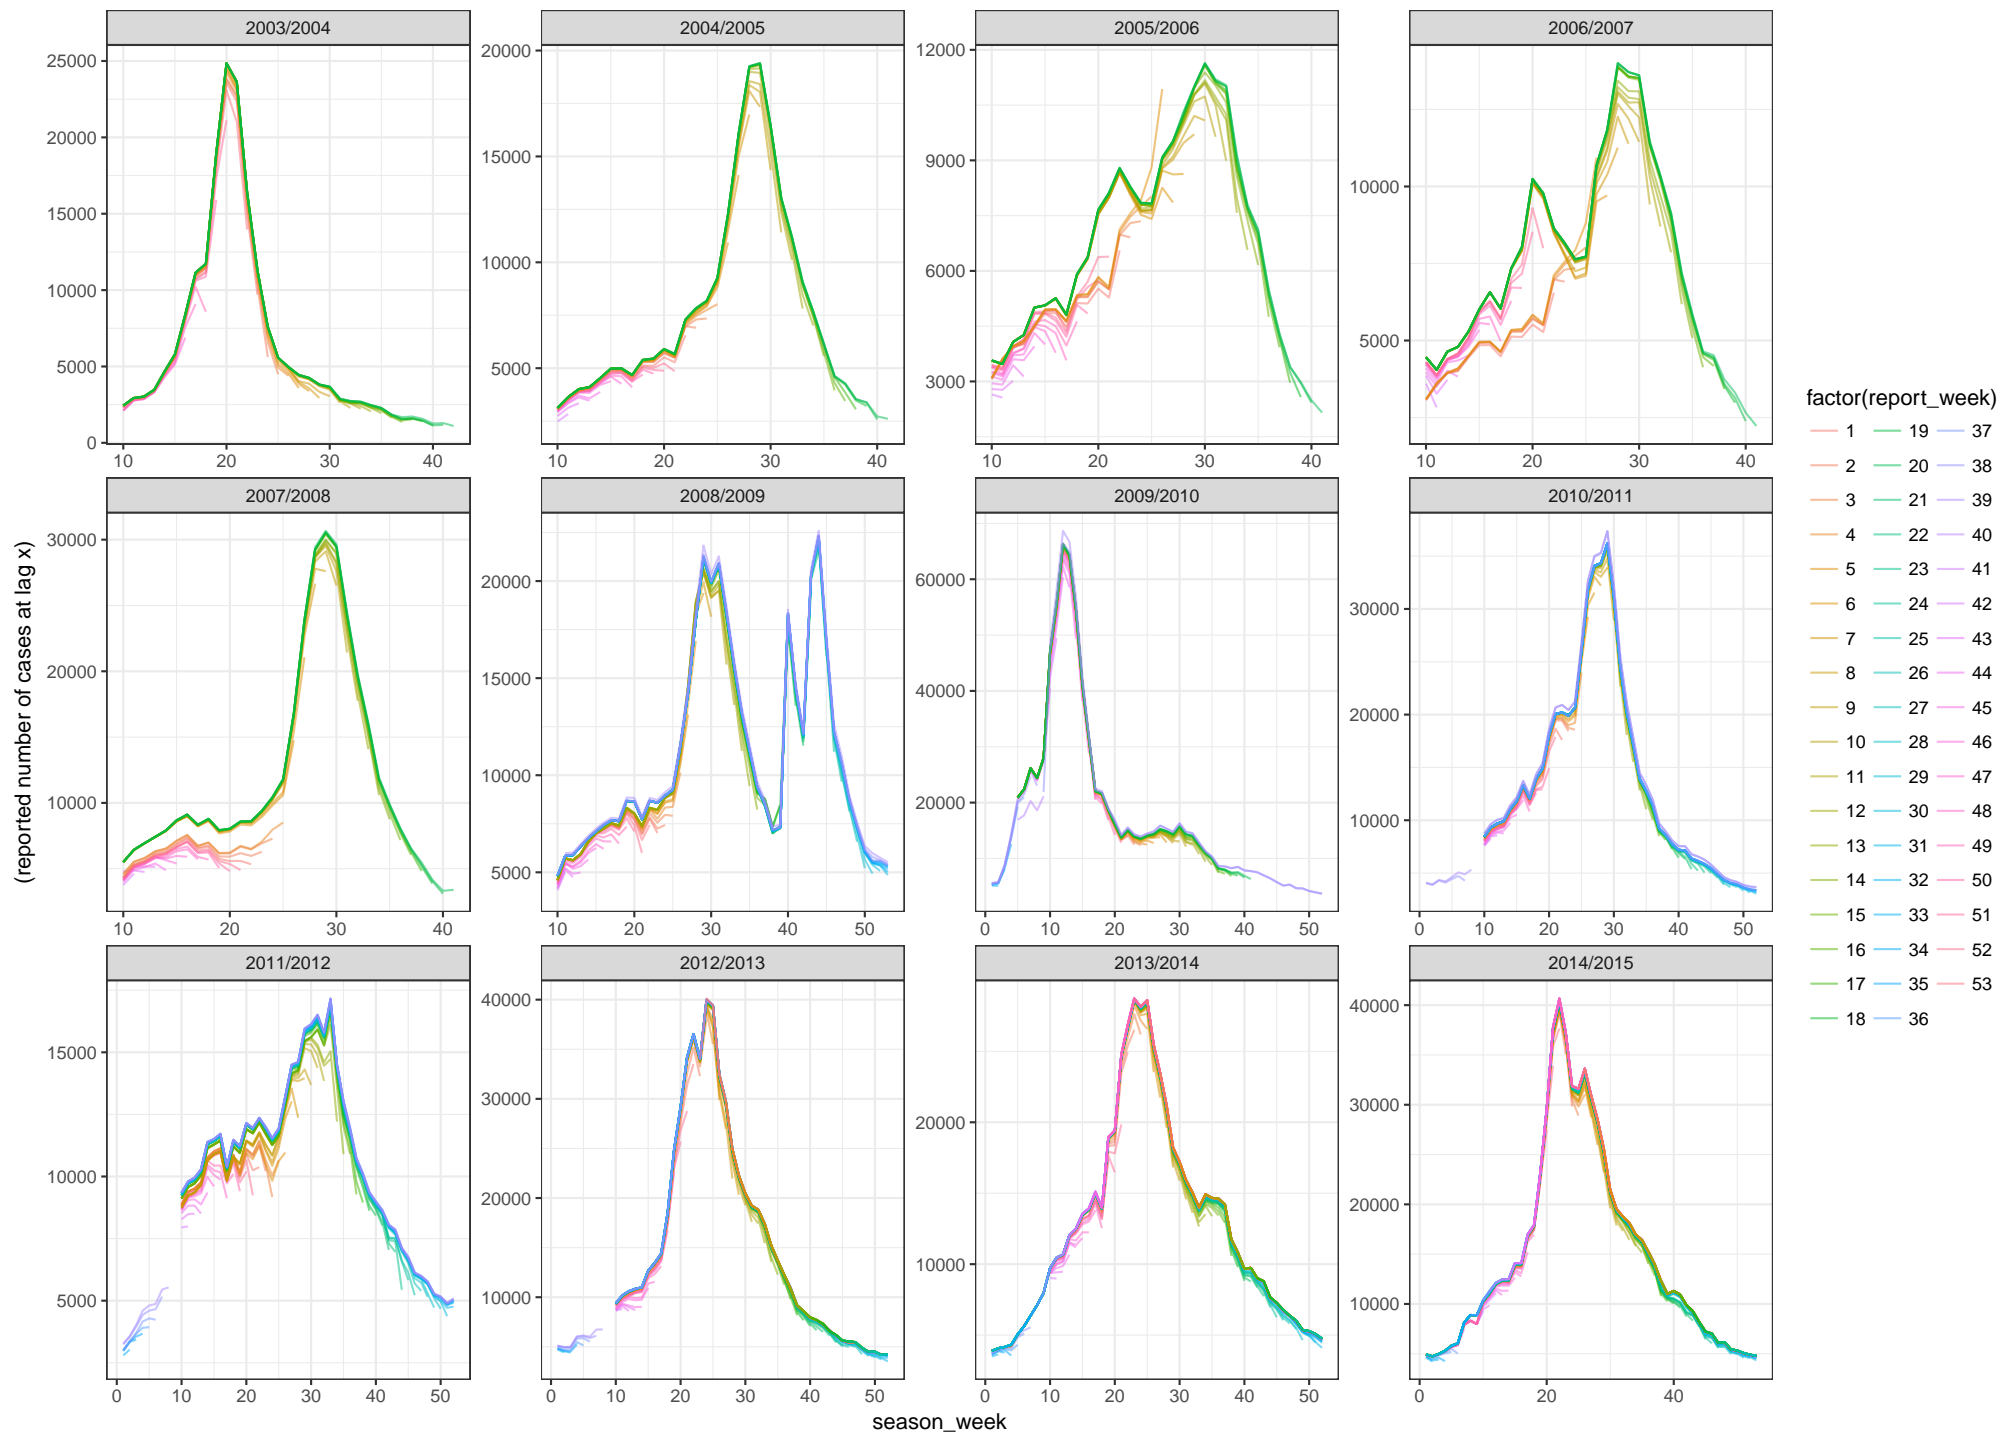 2003/2004 2004/2005 2005/2006 2006/2007
25000
20000
15000
10000
5000
0
10 20 30 40
20000
15000
10000
5000
10 20 30 40
12000
9000
6000
3000
10 20 30 40
10000
5000
10 20 30 40
2007/2008 2008/2009 2009/2010 2010/2011
30000
20000
10000
10 20 30 40
20000
15000
10000
5000
10 20 30 40 50
60000
40000
20000
0 10 20 30 40 50
30000
20000
10000
0 10 20 30 40 50
2011/2012 2012/2013 2013/2014 2014/2015
15000
10000
5000
0 10 20 30 40 50
40000
30000
20000
10000
0 10 20 30 40 50
20000
10000
0 10 20 30 40 50
40000
30000
20000
10000
0 20 40
season_week
(reported number of cases at lag x)
factor(report_week)
1 19 37
2 20 38
3 21 39
4 22 40
5 23 41
6 24 42
7 25 43
8 26 44
9 27 45
10 28 46
11 29 47
12 30 48
13 31 49
14 32 50
15 33 51
16 34 52
17 35 53
18 36